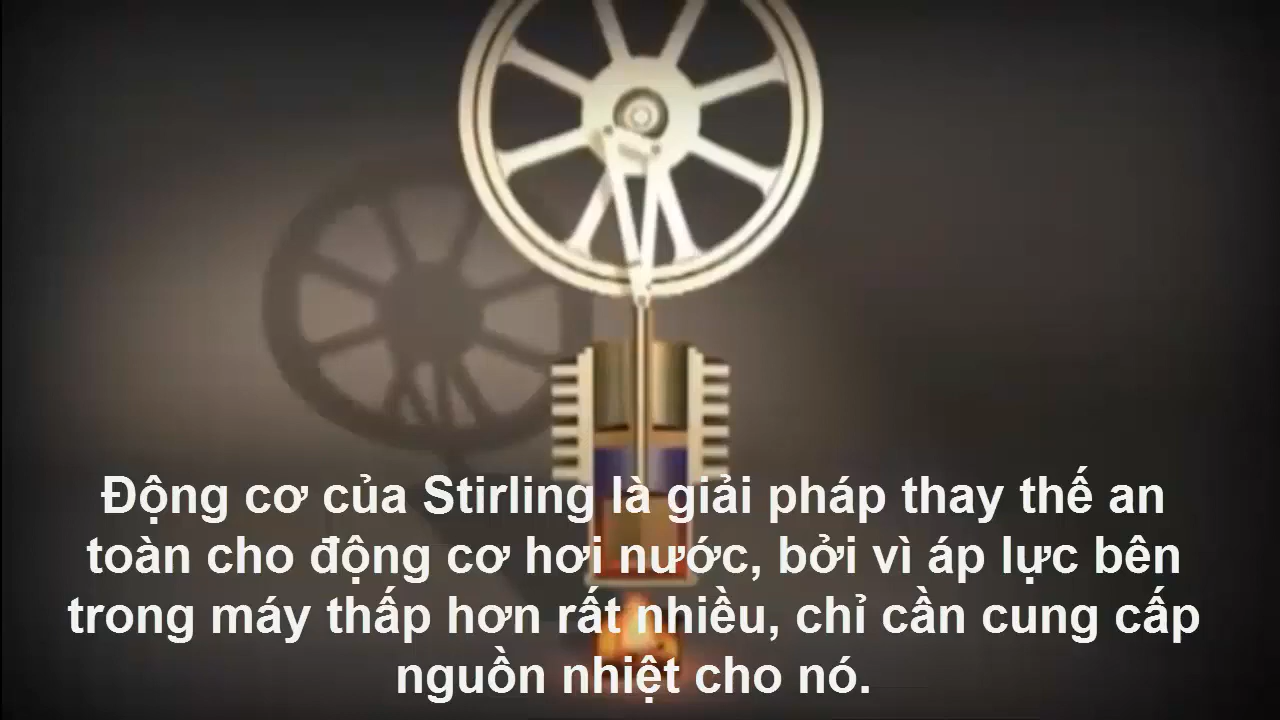 Động cơ của Stirling là giải pháp thay thế an
toàn cho động cơ hơi nước, bởi vì áp lực bên
trong máy thấp hơn rất nhiều, chỉ cần cung cấp
nguồn nhiệt cho nó.